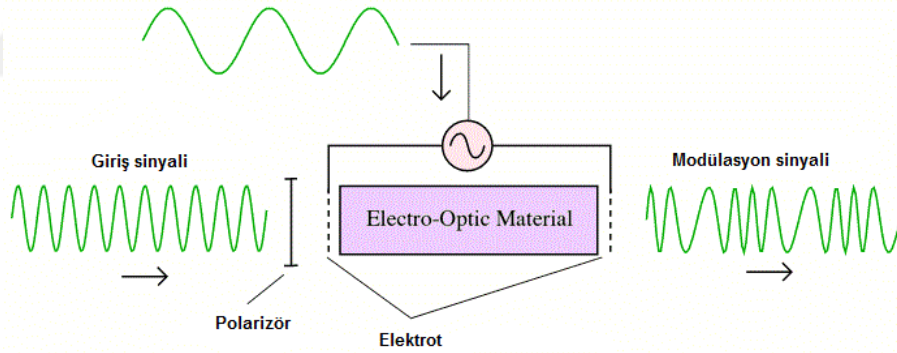 Giriş sinyali
Modülasyon sinyali
Electro-Optic Material
Polarizör
Elektrot